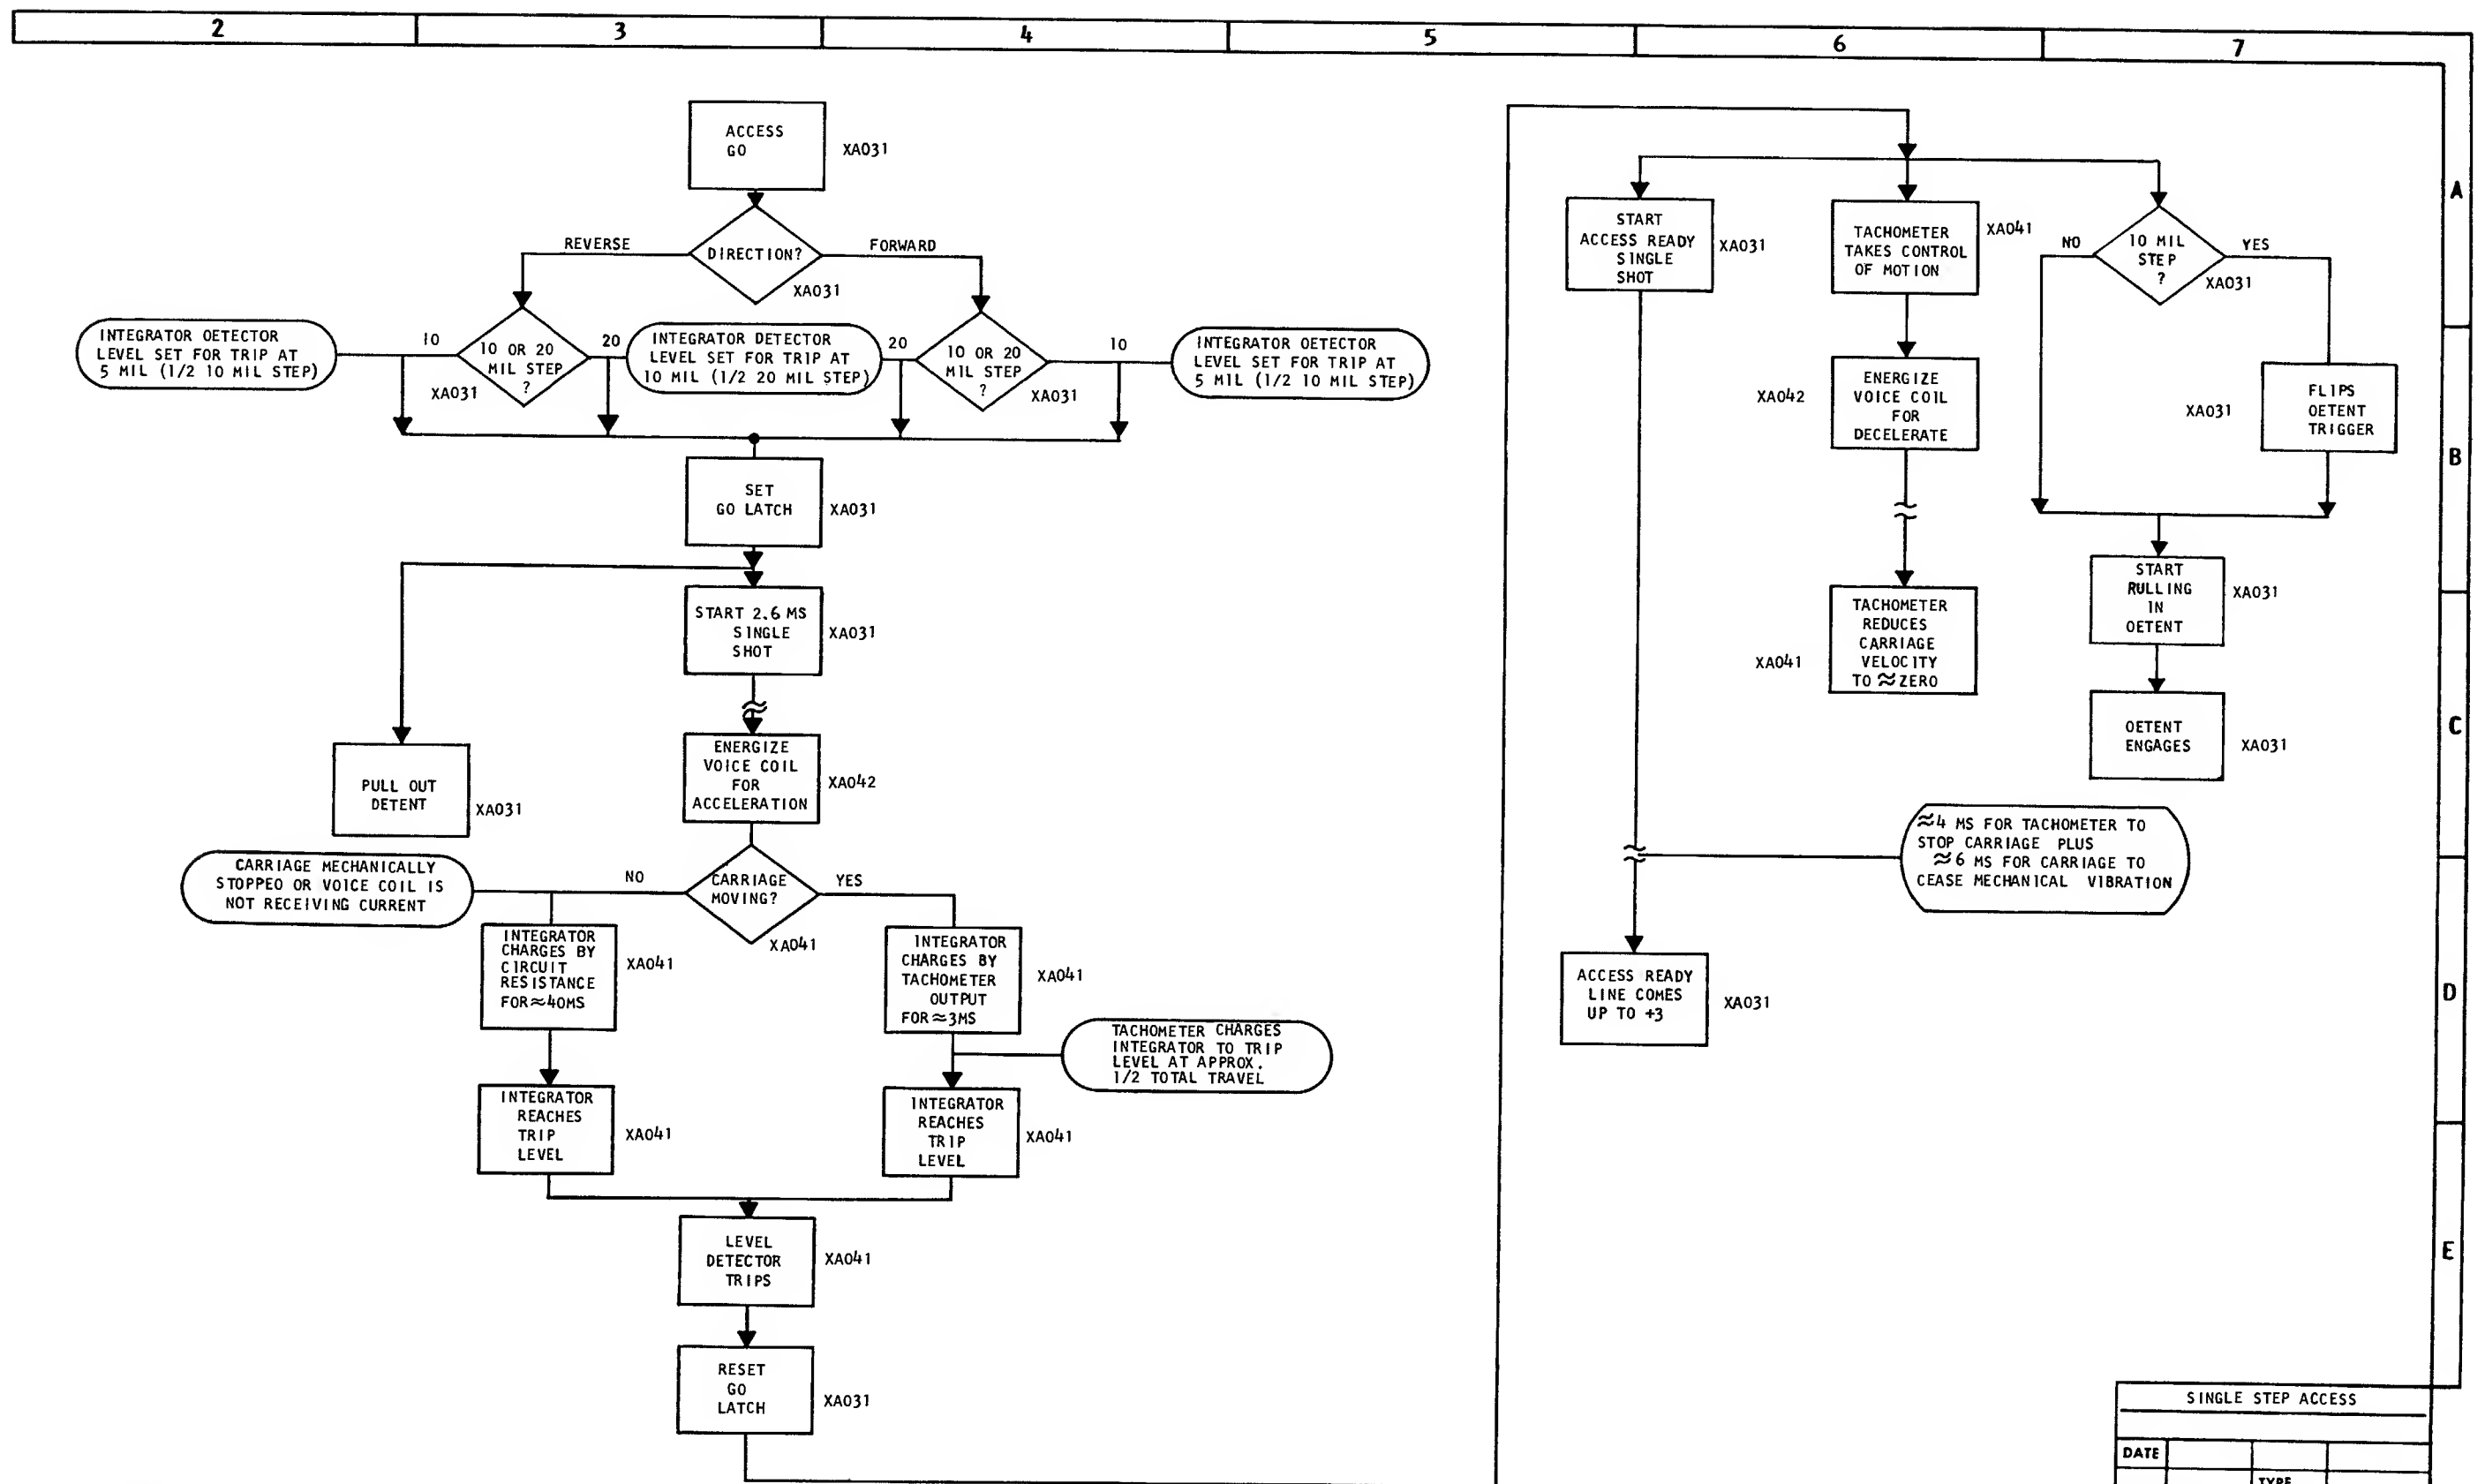 2
3
4
5
6
7
A
B
C
D
E
ACCESS
GO
XA031
DIRECTION?
XA031
REVERSE
FORWARD
INTEGRATOR OETECTOR
LEVEL SET FOR TRIP AT
5 MIL (1/2 10 MIL STEP)
10
10 OR 20
MIL STEP
?
XA031
20
INTEGRATOR DETECTOR
LEVEL SET FOR TRIP AT
10 MIL (1/2 20 MIL STEP)
20
10 OR 20
MIL STEP
?
XA031
10
INTEGRATOR OETECTOR
LEVEL SET FOR TRIP AT
5 MIL (1/2 10 MIL STEP)
SET
GO LATCH
XA031
START 2.6 MS
SINGLE
SHOT
XA031
PULL OUT
DETENT
XA031
ENERGIZE
VOICE COIL
FOR
ACCELERATION
XA042
CARRIAGE MECHANICALLY
STOPPEO OR VOICE COIL IS
NOT RECEIVING CURRENT
NO
CARRIAGE
MOVING?
XA041
YES
INTEGRATOR
CHARGES BY
CIRCUIT
RESISTANCE
FOR≈40MS
XA041
INTEGRATOR
CHARGES BY
TACHOMETER
OUTPUT
FOR≈3MS
XA041
TACHOMETER CHARGES
INTEGRATOR TO TRIP
LEVEL AT APPROX.
1/2 TOTAL TRAVEL
INTEGRATOR
REACHES
TRIP
LEVEL
XA041
INTEGRATOR
REACHES
TRIP
LEVEL
XA041
LEVEL
DETECTOR
TRIPS
XA041
RESET
GO
LATCH
XA031
START
ACCESS READY
SINGLE
SHOT
XA031
TACHOMETER
TAKES CONTROL
OF MOTION
XA041
NO
10 MIL
STEP
?
XA031
YES
XA042
ENERGIZE
VOICE COIL
FOR
DECELERATE
XA031
FLIPS
OETENT
TRIGGER
XA041
TACHOMETER
REDUCES
CARRIAGE
VELOCITY
TO ≈ZERO
START
RULLING
IN
OETENT
XA031
OETENT
ENGAGES
XA031
≈4 MS FOR TACHOMETER TO
STOP CARRIAGE PLUS
≈6 MS FOR CARRIAGE TO
CEASE MECHANICAL VIBRATION
ACCESS READY
LINE COMES
UP TO +3
XA031
SINGLE STEP ACCESS
DATE
TYPE